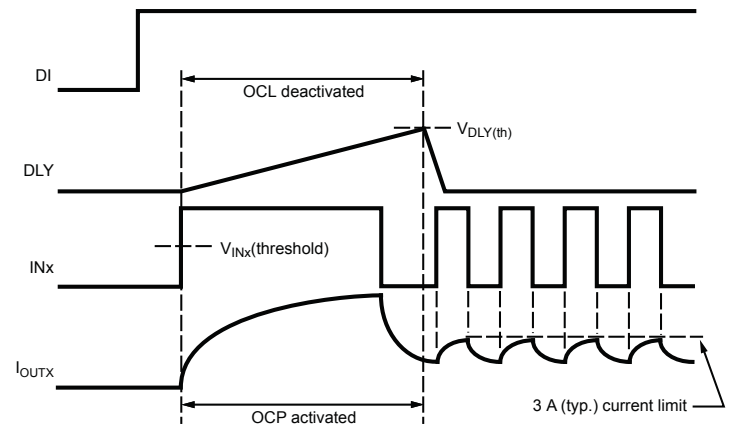 DI
OCL deactivated
VDLY(th)
DLY
VINx(threshold)
INx
IOUTX
3 A (typ.) current limit
OCP activated